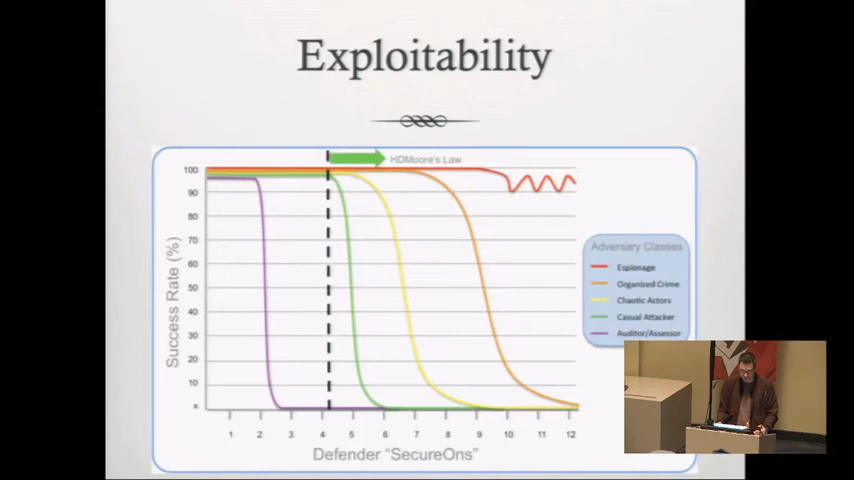 Exploitability
HDMoore's Law
100
90
80
70
60
50
40
30
20
10
x
Success Rate (%)
1 2 3 4 5 6 7 8 9 10 11 12
Defender "SecureOns"
Adversary Classes
Espionage
Organized Crime
Chaotic Actors
Casual Attacker
Auditor/Assessor